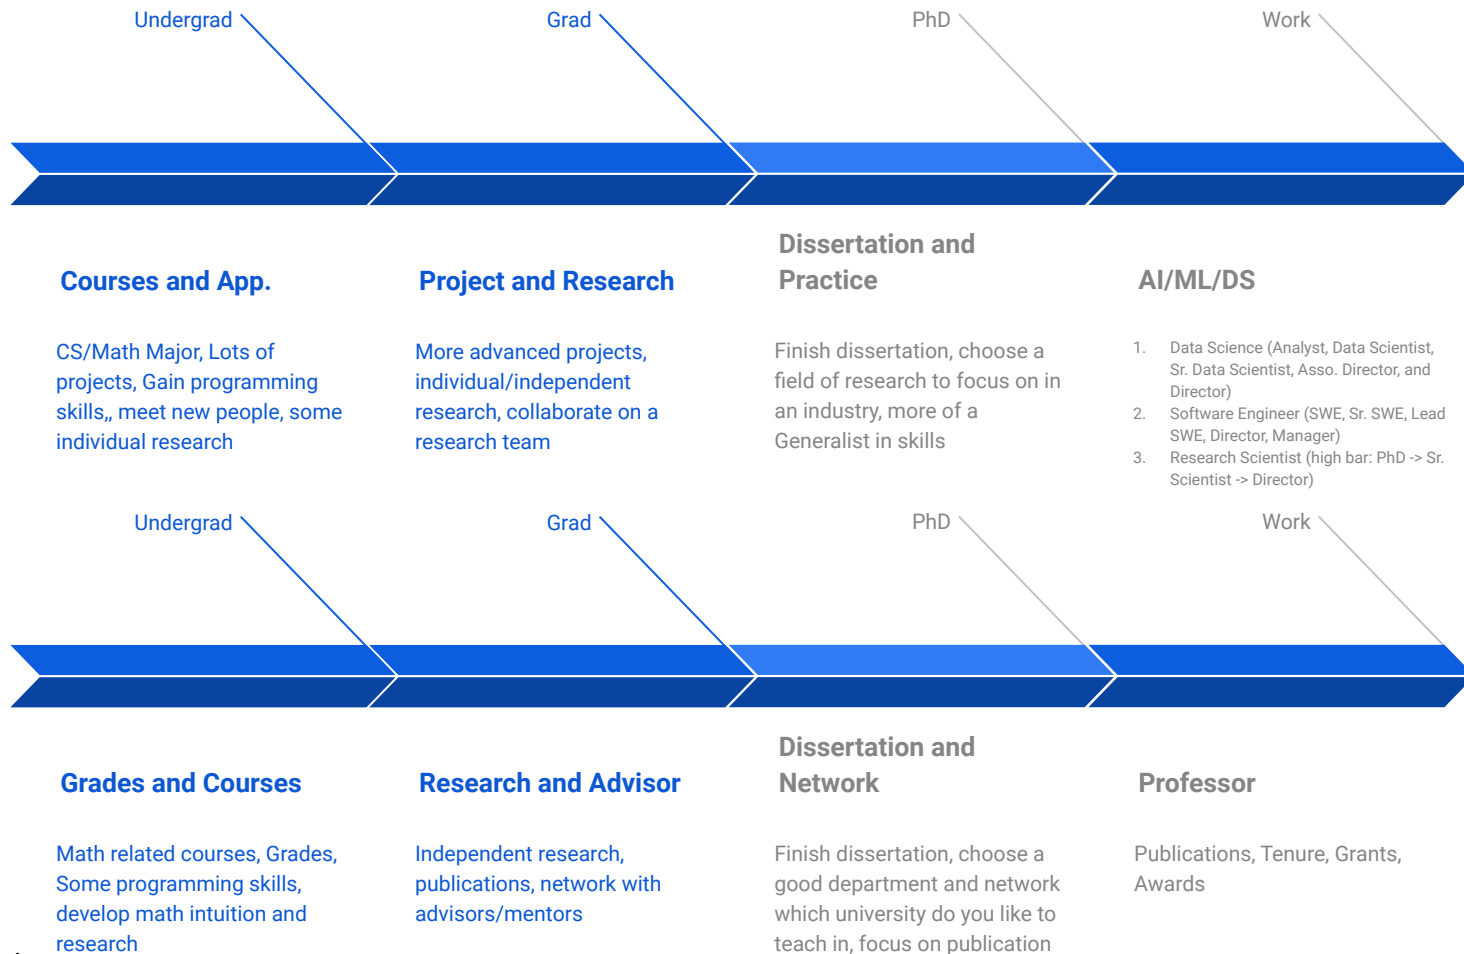 Undergrad
Grad
PhD
Work
Courses and App.
CS/Math Major, Lots of
projects, Gain programming
skills,, meet new people, some
individual research
Project and Research
More advanced projects,
individual/independent
research, collaborate on a
research team
Dissertation and
Practice
Finish dissertation, choose a
field of research to focus on in
an industry, more of a
Generalist in skills
AI/ML/DS
1. Data Science (Analyst, Data Scientist,
Sr. Data Scientist, Asso. Director, and
Director)
2. Software Engineer (SWE, Sr. SWE, Lead
SWE, Director, Manager)
3. Research Scientist (high bar: PhD -> Sr.
Scientist -> Director)
Undergrad
Grad
PhD
Work
Grades and Courses
Math related courses, Grades,
Some programming skills,
develop math intuition and
research
Research and Advisor
Independent research,
publications, network with
advisors/mentors
Dissertation and
Network
Finish dissertation, choose a
good department and network
which university do you like to
teach in, focus on publication
Professor
Publications, Tenure, Grants,
Awards